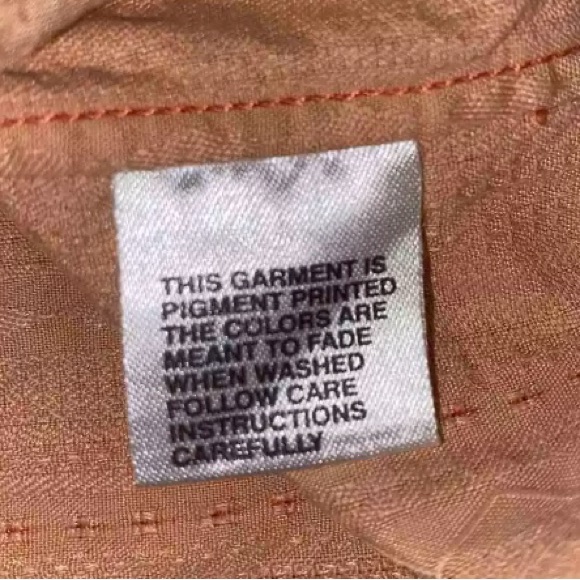 THIS GARMENT IS
PIGMENT PRINTED
THE COLORS ARE
MEANT TO FADE
WHEN WASHED
FOLLOW CARE
INSTRUCTIONS
CAREFULLY